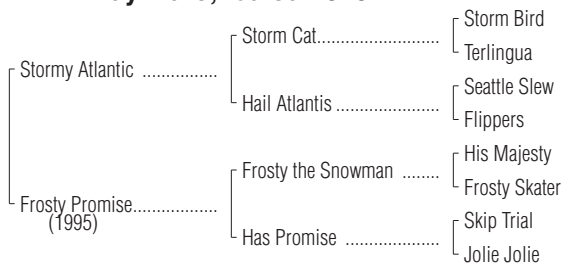 Storm Bird
Storm Cat........................
Terlingua
Stormy Atlantic ...............
Seattle Slew
Hail Atlantis .....................
Flippers
His Majesty
Frosty the Snowman ........
Frosty Skater
Frosty Promise.................
(1995)
Skip Trial
Has Promise ...................
Jolie Jolie